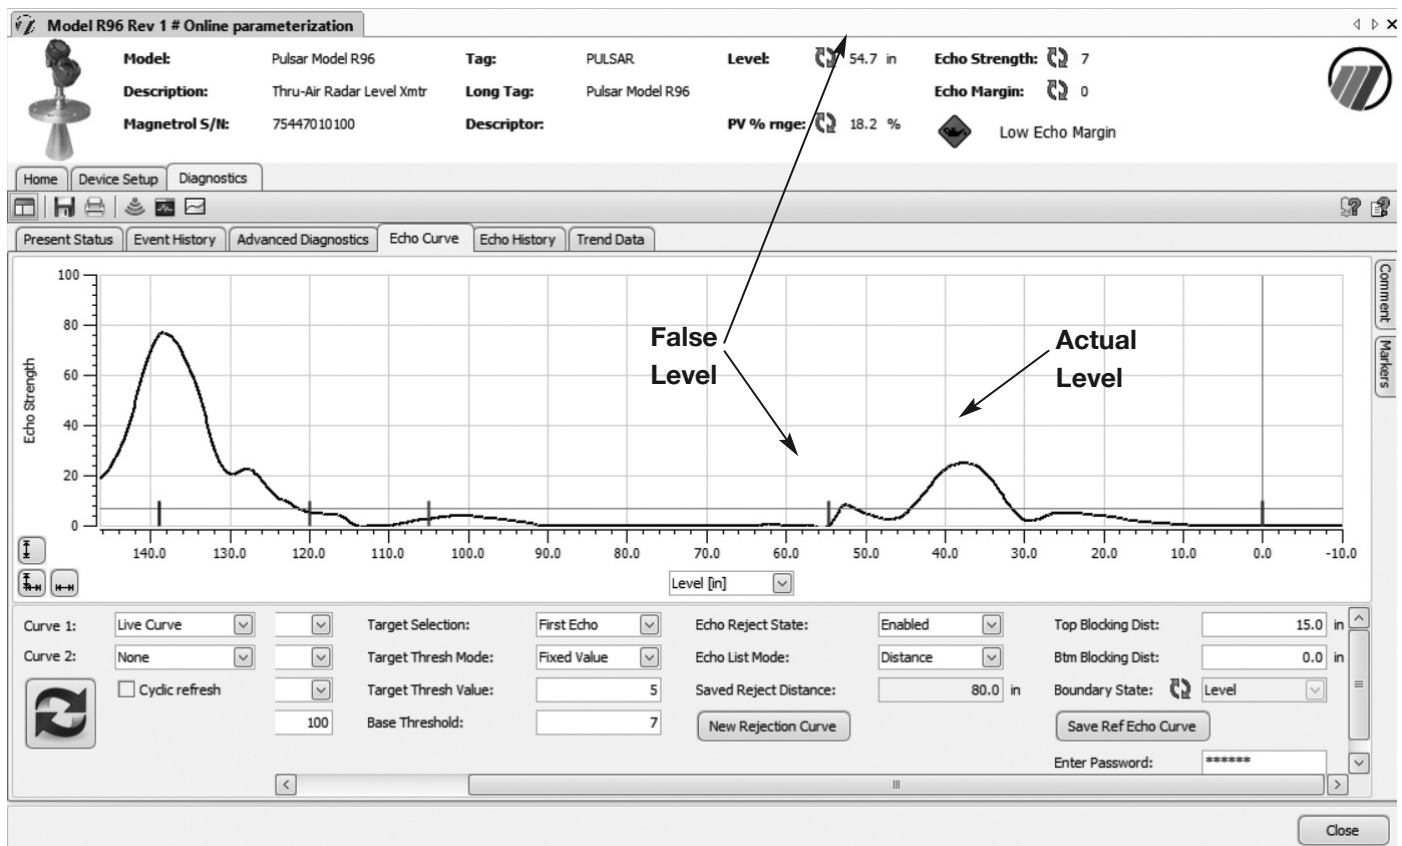 Model R96 Rev 1 # Online parameterization
Model: Pulsar Model R96 Tag: PULSAR Level: 54.7 in Echo Strength: 7
Description: Thru-Air Radar Level Xmtr Long Tag: Pulsar Model R96 Echo Margin: 0
Magnetrol S/N: 75447010100 Descriptor: PV % rnge: 18.2 % Low Echo Margin
Home Device Setup Diagnostics
Present Status Event History Advanced Diagnostics Echo Curve Echo History Trend Data
Comment
Markers
Echo Strength
100
80
60
40
20
0
False
Level
Actual
Level
140.0 130.0 120.0 110.0 100.0 90.0 80.0 70.0 60.0 50.0 40.0 30.0 20.0 10.0 0.0 -10.0
Level [in]
Curve 1: Live Curve Target Selection: First Echo Echo Reject State: Enabled Top Blocking Dist: 15.0 in
Curve 2: None Target Thresh Mode: Fixed Value Echo List Mode: Distance Btm Blocking Dist: 0.0 in
Cyclic refresh Target Thresh Value: 5 Saved Reject Distance: 80.0 in Boundary State: Level
100 Base Threshold: 7 New Rejection Curve Save Ref Echo Curve
Enter Password: ******
Close